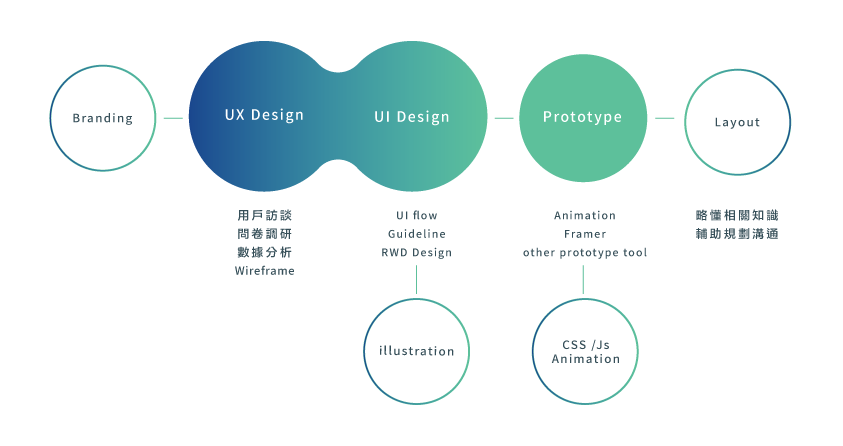 Branding
UX Design
UI Design
Prototype
Layout
用戶訪談
問卷調研
數據分析
Wireframe
UI flow
Guideline
RWD Design
Animation
Framer
other prototype tool
略懂相關知識
輔助規劃溝通
illustration
CSS /Js
Animation